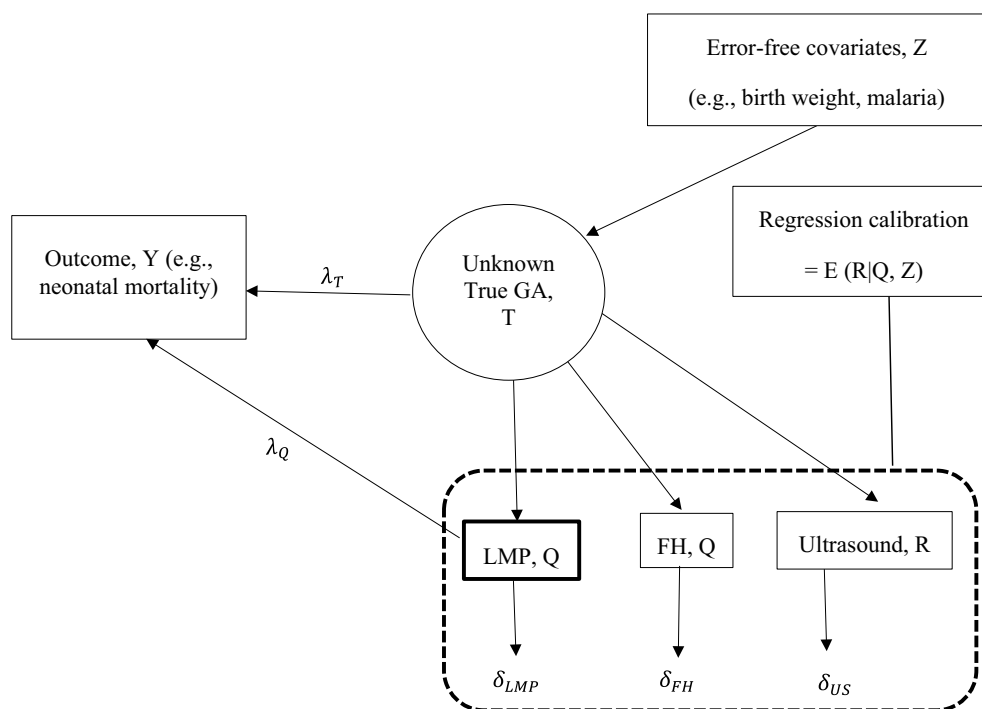 Error-free covariates, Z
(e.g., birth weight, malaria)
Regression calibration
= E (R|Q, Z)
Outcome, Y (e.g.,
neonatal mortality)
λ_T
Unknown
True GA,
T
λ_Q
LMP, Q
FH, Q
Ultrasound, R
δ_LMP
δ_FH
δ_US